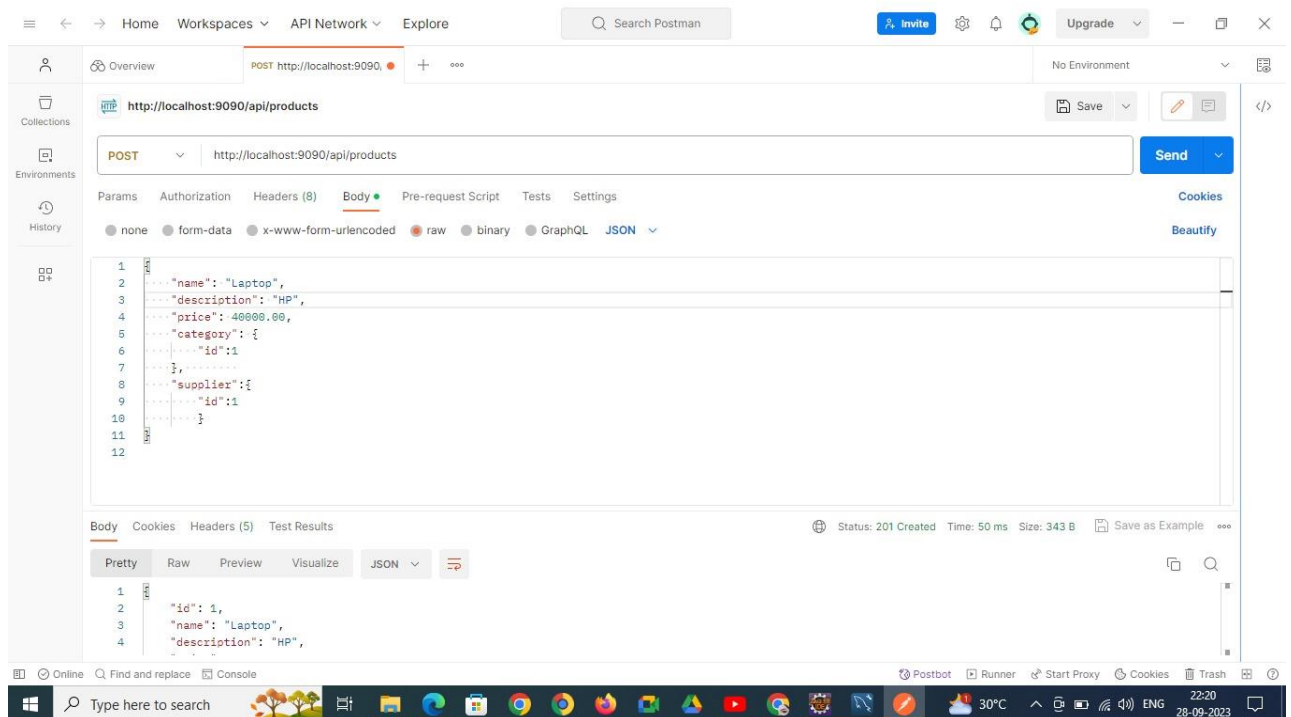 Home Workspaces API Network Explore Search Postman Invite Upgrade
Overview POST http://localhost:9090, No Environment
Collections
Environments
History
HTTP http://localhost:9090/api/products Save
POST http://localhost:9090/api/products Send
Params Authorization Headers (8) Body Pre-request Script Tests Settings Cookies
none form-data x-www-form-urlencoded raw binary GraphQL JSON Beautify
1 {
2 "name": "Laptop",
3 "description": "HP",
4 "price": 40000.00,
5 "category": {
6 "id":1
7 },
8 "supplier":{
9 "id":1
10 }
11 }
12
Body Cookies Headers (5) Test Results Status: 201 Created Time: 50 ms Size: 343 B Save as Example
Pretty Raw Preview Visualize JSON
1 {
2 "id": 1,
3 "name": "Laptop",
4 "description": "HP",
Online Find and replace Console Postbot Runner Start Proxy Cookies Trash
Type here to search 30°C ENG 22:20
28-09-2023